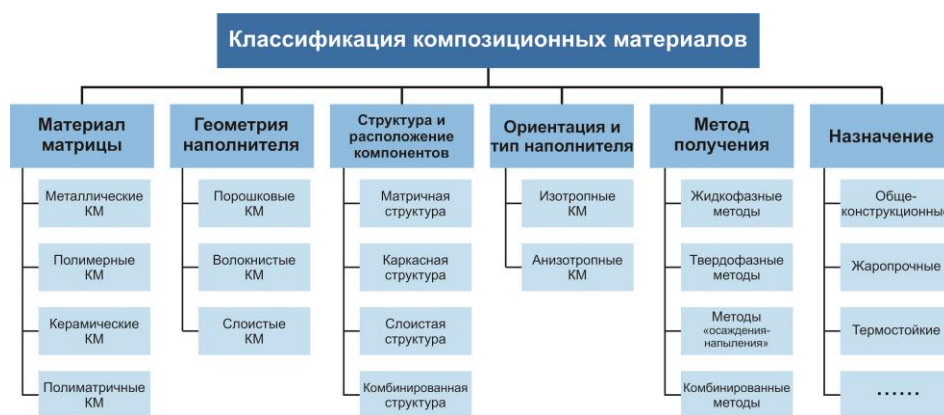 Классификация композиционных материалов
Материал
матрицы
Металлические
КМ
Полимерные
КМ
Керамические
КМ
Полиматричные
КМ
Геометрия
наполнителя
Порошковые
КМ
Волокнистые
КМ
Слоистые
КМ
Структура и
расположение
компонентов
Матричная
структура
Каркасная
структура
Слоистая
структура
Комбинированная
структура
Ориентация и
тип наполнителя
Изотропные
КМ
Анизотропные
КМ
Метод
получения
Жидкофазные
методы
Твердофазные
методы
Методы
«осаждения-
напыления»
Комбинированные
методы
Назначение
Обще-
конструкционные
Жаропрочные
Термостойкие
......